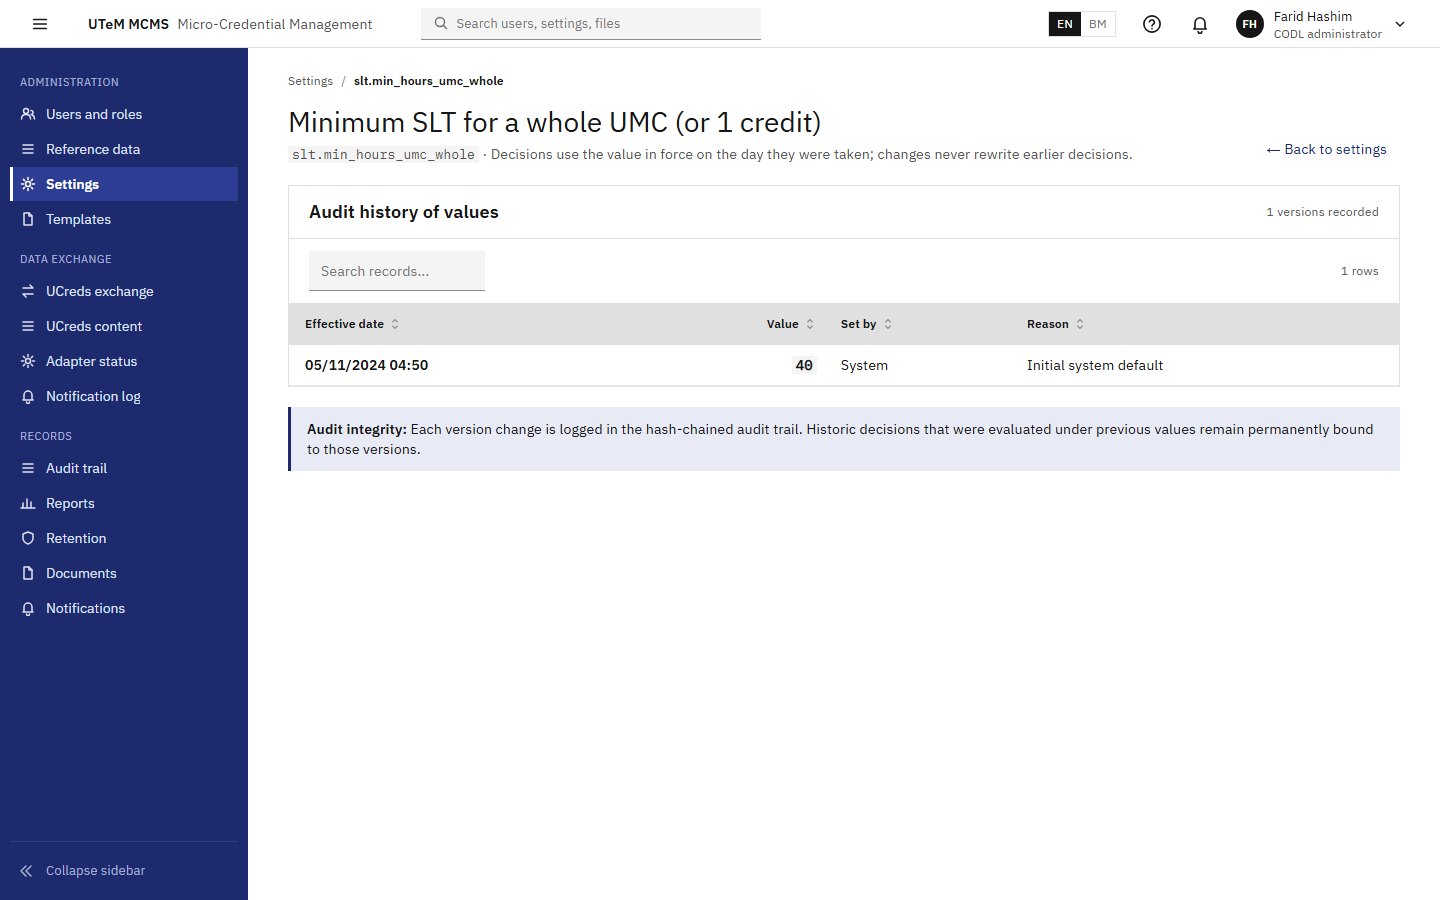 UTeM MCMS Micro-Credential Management
Search users, settings, files
EN BM
FH
Farid Hashim
CODL administrator
ADMINISTRATION
Users and roles
Reference data
Settings
Templates
DATA EXCHANGE
UCreds exchange
UCreds content
Adapter status
Notification log
RECORDS
Audit trail
Reports
Retention
Documents
Notifications
Collapse sidebar
Settings / slt.min_hours_umc_whole
Minimum SLT for a whole UMC (or 1 credit)
slt.min_hours_umc_whole · Decisions use the value in force on the day they were taken; changes never rewrite earlier decisions.
← Back to settings
Audit history of values
1 versions recorded
Search records...
1 rows
Effective date Value Set by Reason
05/11/2024 04:50 40 System Initial system default
Audit integrity: Each version change is logged in the hash-chained audit trail. Historic decisions that were evaluated under previous values remain permanently bound
to those versions.